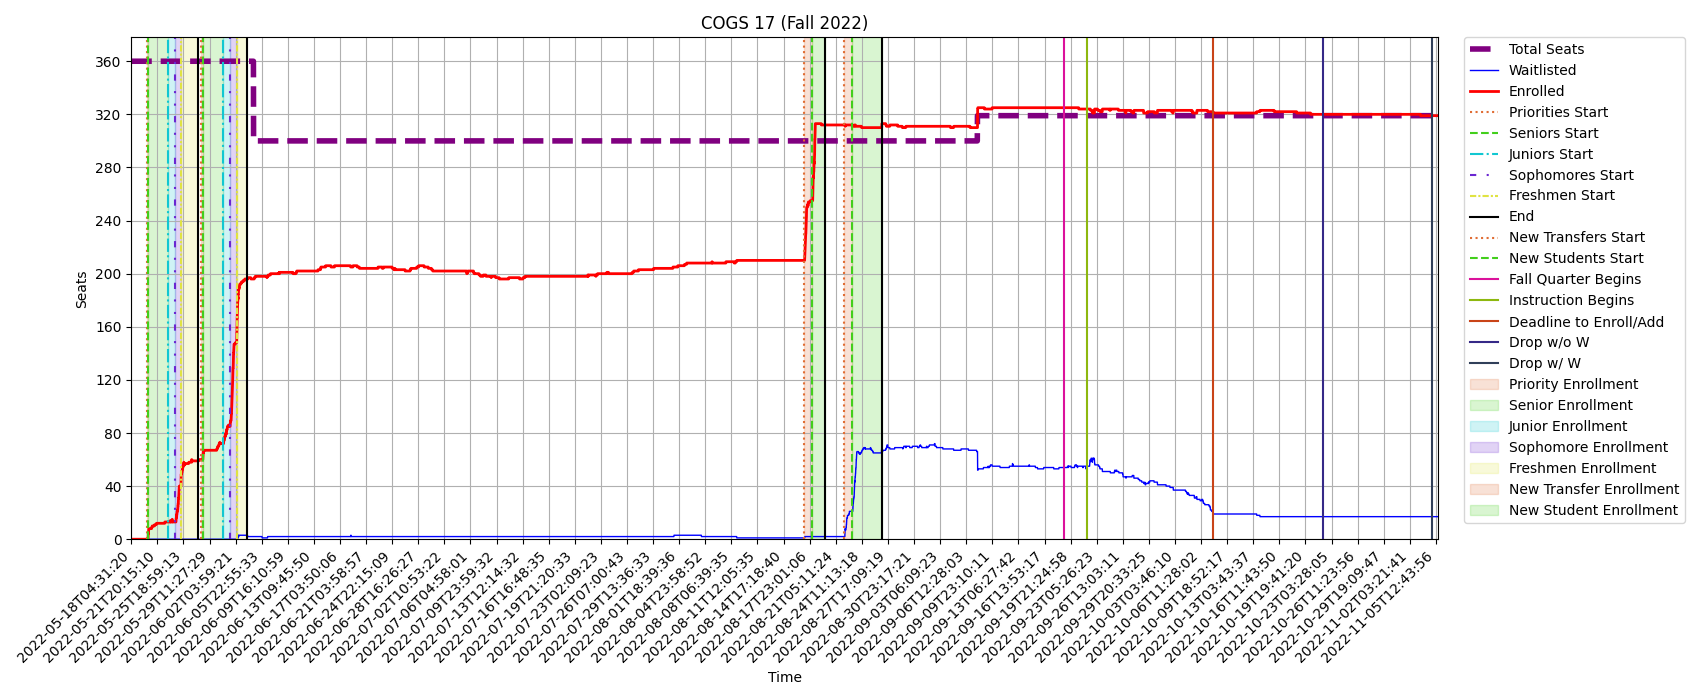 COGS 17 (Fall 2022)
Seats
360
320
280
240
200
160
120
80
40
0
2022-05-18T04:31:20
2022-05-21T20:15:10
2022-05-25T18:59:13
2022-05-29T11:27:29
2022-06-02T03:59:21
2022-06-05T22:55:33
2022-06-09T16:10:59
2022-06-13T09:45:50
2022-06-17T03:50:06
2022-06-21T03:58:57
2022-06-24T22:15:09
2022-06-28T16:26:27
2022-07-02T10:53:22
2022-07-06T04:58:01
2022-07-09T23:59:32
2022-07-13T12:14:32
2022-07-16T16:48:35
2022-07-19T21:20:33
2022-07-23T02:09:23
2022-07-26T07:00:43
2022-07-29T13:36:33
2022-08-01T18:39:36
2022-08-04T23:58:52
2022-08-08T06:39:35
2022-08-11T12:05:35
2022-08-14T17:18:40
2022-08-17T23:01:06
2022-08-21T05:11:24
2022-08-24T11:13:18
2022-08-27T17:09:19
2022-08-30T23:17:21
2022-09-03T06:09:23
2022-09-06T12:28:03
2022-09-09T23:10:11
2022-09-13T06:27:42
2022-09-16T13:53:17
2022-09-19T21:24:58
2022-09-23T05:26:23
2022-09-26T13:03:11
2022-09-29T20:33:25
2022-10-03T03:46:10
2022-10-06T11:28:02
2022-10-09T18:52:17
2022-10-13T03:43:37
2022-10-16T11:43:50
2022-10-19T19:41:20
2022-10-23T03:28:05
2022-10-26T11:23:56
2022-10-29T19:09:47
2022-11-02T03:21:41
2022-11-05T12:43:56
Time
Total Seats
Waitlisted
Enrolled
Priorities Start
Seniors Start
Juniors Start
Sophomores Start
Freshmen Start
End
New Transfers Start
New Students Start
Fall Quarter Begins
Instruction Begins
Deadline to Enroll/Add
Drop w/o W
Drop w/ W
Priority Enrollment
Senior Enrollment
Junior Enrollment
Sophomore Enrollment
Freshmen Enrollment
New Transfer Enrollment
New Student Enrollment